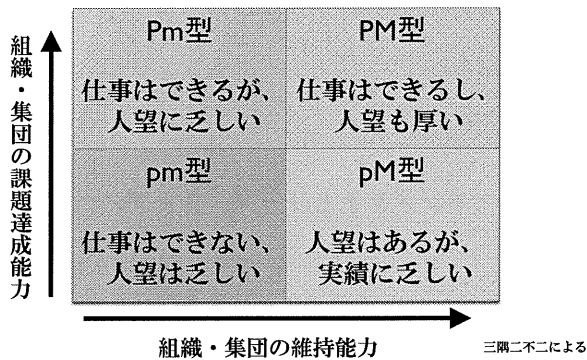 組織・集団の課題達成能力
Pm型
仕事はできるが、
人望に乏しい
PM型
仕事はできるし、
人望も厚い
pm型
仕事はできない、
人望は乏しい
pM型
人望はあるが、
実績に乏しい
組織・集団の維持能力
三隅二不二による